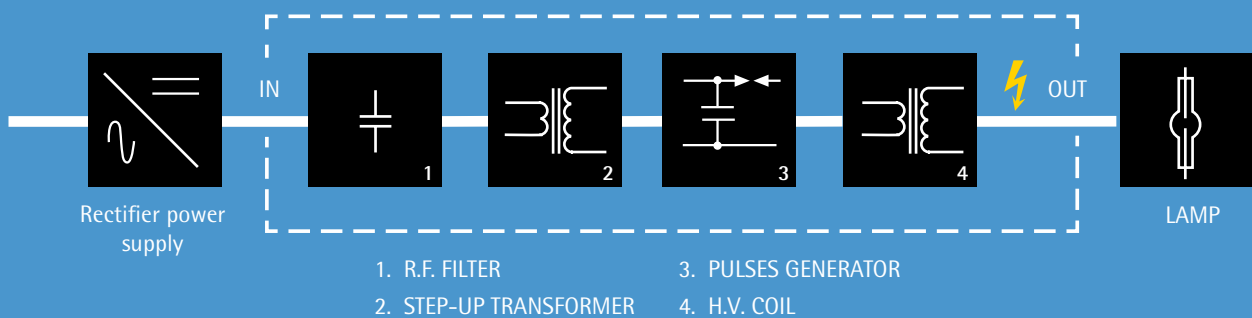 IN
OUT
1
2
3
4
Rectifier power
supply
LAMP
1. R.F. FILTER
2. STEP-UP TRANSFORMER
3. PULSES GENERATOR
4. H.V. COIL